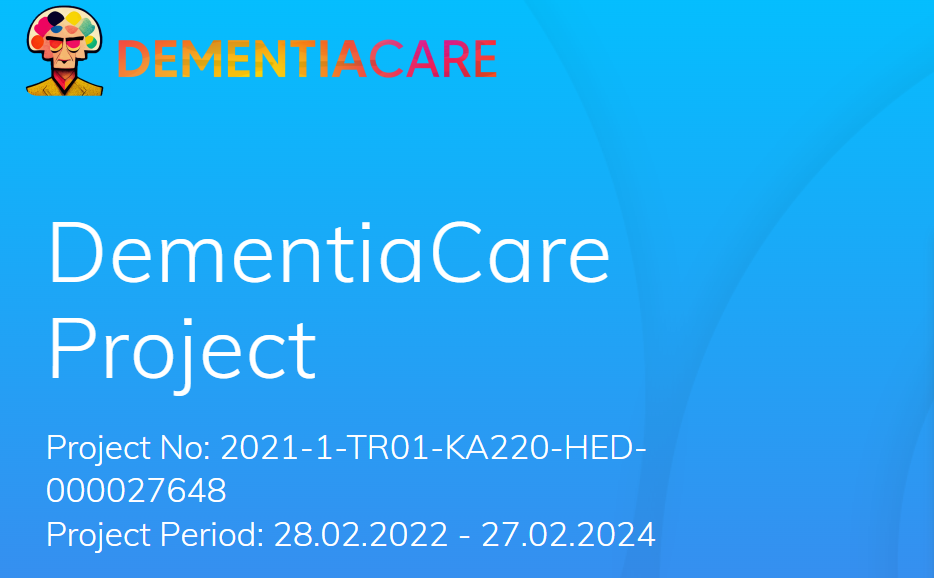 DEMENTIACARE
DementiaCare
Project
Project No: 2021-1-TR01-KA220-HED-
000027648
Project Period: 28.02.2022 - 27.02.2024